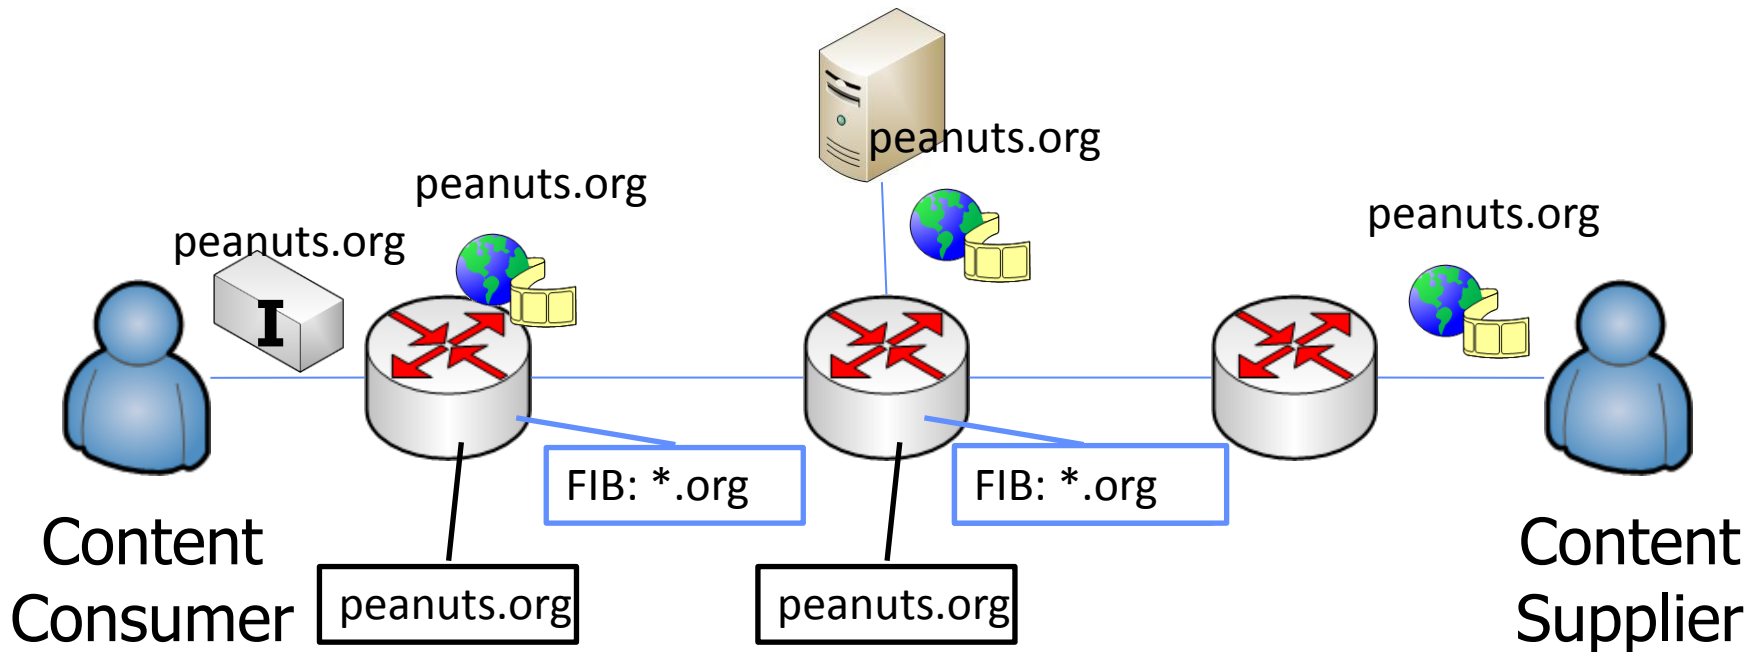 peanuts.org
peanuts.org
peanuts.org
peanuts.org
I
FIB: *.org
FIB: *.org
Content
Consumer
peanuts.org
peanuts.org
Content
Supplier